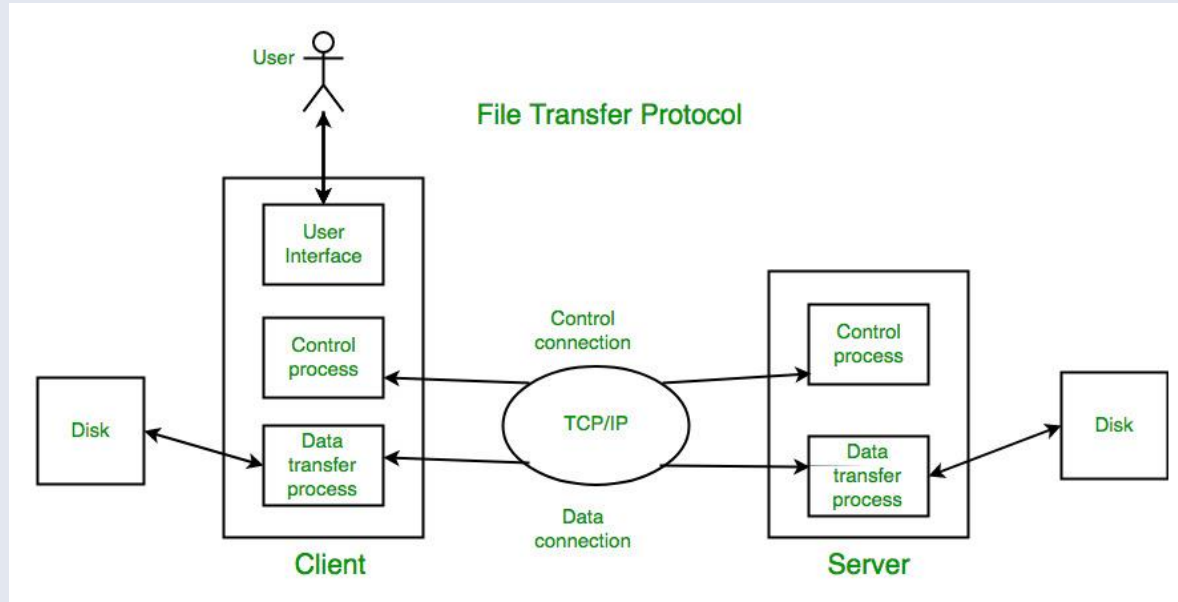 User
File Transfer Protocol
User
Interface
Control
connection
Control
process
Control
process
Disk
TCP/IP
Disk
Data
transfer
process
Data
transfer
process
Data
connection
Client
Server